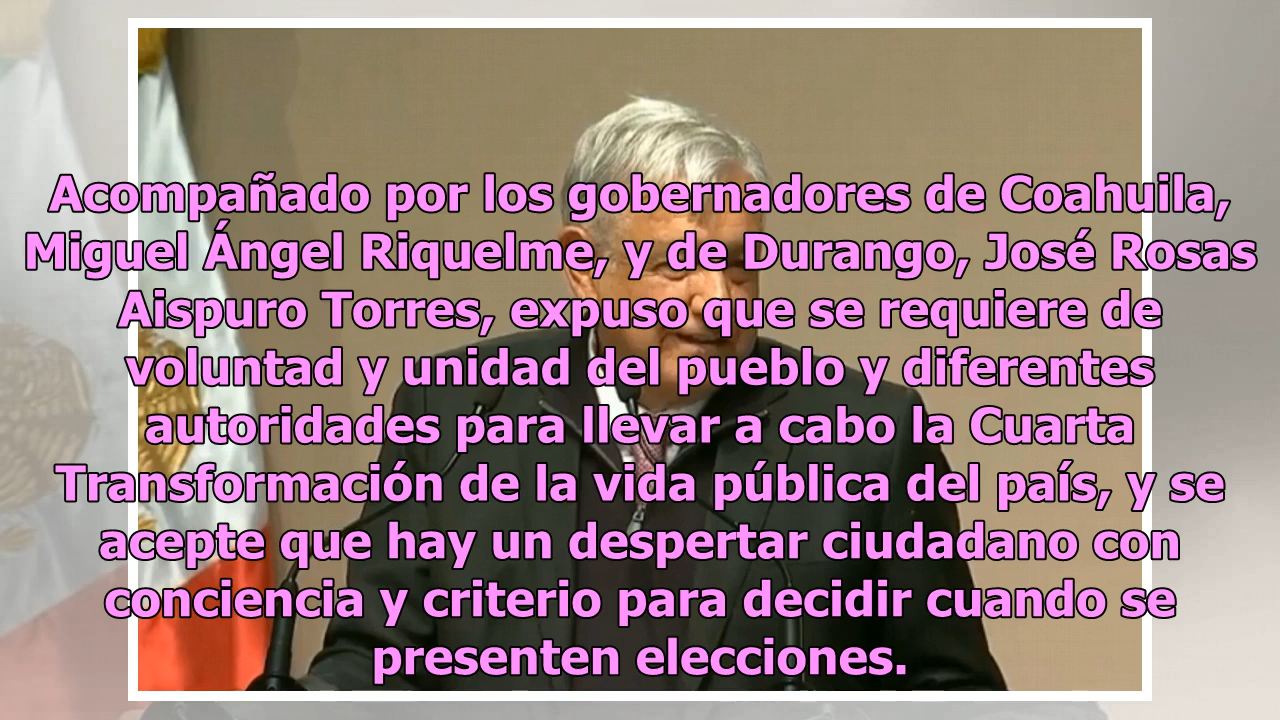 Acompañado por los gobernadores de Coahuila,
Miguel Ángel Riquelme, y de Durango, José Rosas
Aispuro Torres, expuso que se requiere de
voluntad y unidad del pueblo y diferentes
autoridades para llevar a cabo la Cuarta
Transformación de la vida pública del país, y se
acepte que hay un despertar ciudadano con
conciencia y criterio para decidir cuando se
presenten elecciones.